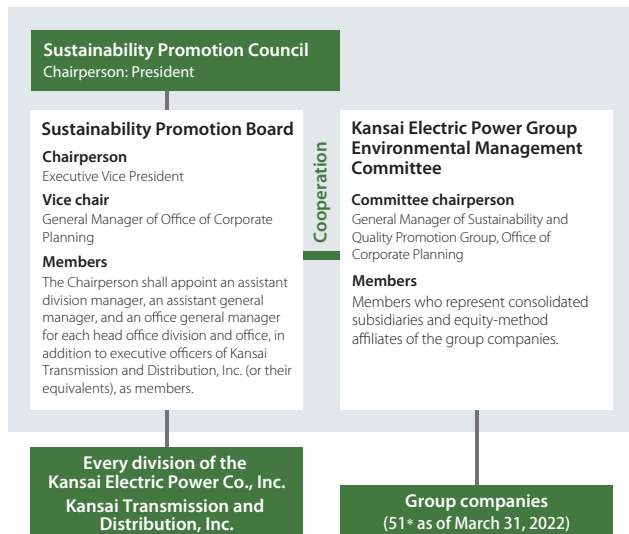 Sustainability Promotion Council
Chairperson: President
Sustainability Promotion Board
Chairperson
Executive Vice President
Vice chair
General Manager of Office of Corporate
Planning
Members
The Chairperson shall appoint an assistant
division manager, an assistant general
manager, and an office general manager
for each head office division and office, in
addition to executive officers of Kansai
Transmission and Distribution, Inc. (or their
equivalents), as members.
Cooperation
Kansai Electric Power Group
Environmental Management
Committee
Committee chairperson
General Manager of Sustainability and
Quality Promotion Group, Office of
Corporate Planning
Members
Members who represent consolidated
subsidiaries and equity-method
affiliates of the group companies.
Every division of the
Kansai Electric Power Co., Inc.
Kansai Transmission and
Distribution, Inc.
Group companies
(51* as of March 31, 2022)